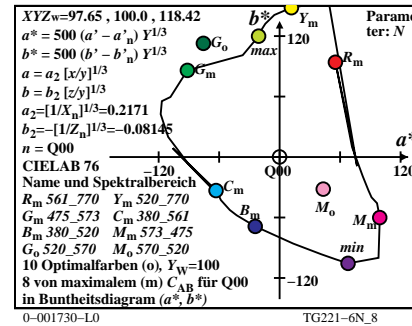 XYZw=97.65, 100.0, 118.42
a* = 500 (a' - a'n) Y^1/3
b* = 500 (b' - b'n) Y^1/3
a = a2 [x/y]^1/3
b = b2 [z/y]^1/3
a2=[1/Xn]^1/3=0.2171
b2=−[1/Zn]^1/3=−0.08145
n = Q00
CIELAB 76
Name und Spektralbereich
Rm 561_770 Ym 520_770
Gm 475_573 Cm 380_561
Bm 380_520 Mm 573_475
Go 520_570 Mo 570_520
10 Optimalfarben (o), YW=100
8 von maximalem (m) CAB für Q00
in Buntheitsdiagram (a*, b*)
b*
Ym
Parame
ter: N
120
max
Go
Gm
Rm
a*
−120
Q00
120
Cm
Mo
Bm
Mm
min
−120
0−001730−L0
TG221−6N_8